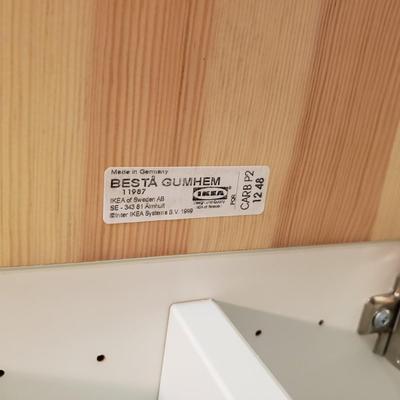 Made in Germany
BESTÅ GUMHEM
11987
IKEA of Sweden AB
SE - 343 81 Älmhult
©Inter IKEA Systems B.V. 1999
IKEA
FOR
CARB P2
12 48